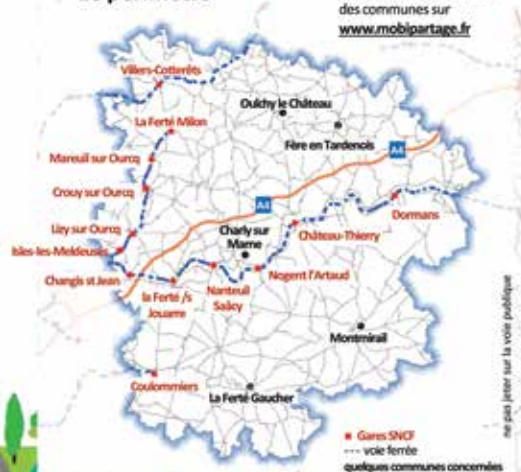 des communes sur
www.mobipartage.fr
Villers-Cotterêts
Oulchy le Château
La Ferté Milon
Fère en Tardenois
Mareuil sur Ourcq
A4
Crouy sur Ourcq
A4
Dormans
Lizy sur Ourcq
Charly sur
Marne
Château-Thierry
Isles-les-Meldeuses
Changis st Jean
Nogent l'Artaud
la Ferté /s
Jouarre
Nanteuil
Saâcy
Montmirail
Coulommiers
La Ferté Gaucher
Gares SNCF
voie ferrée
quelques communes concernées
ne pas jeter sur la voie publique